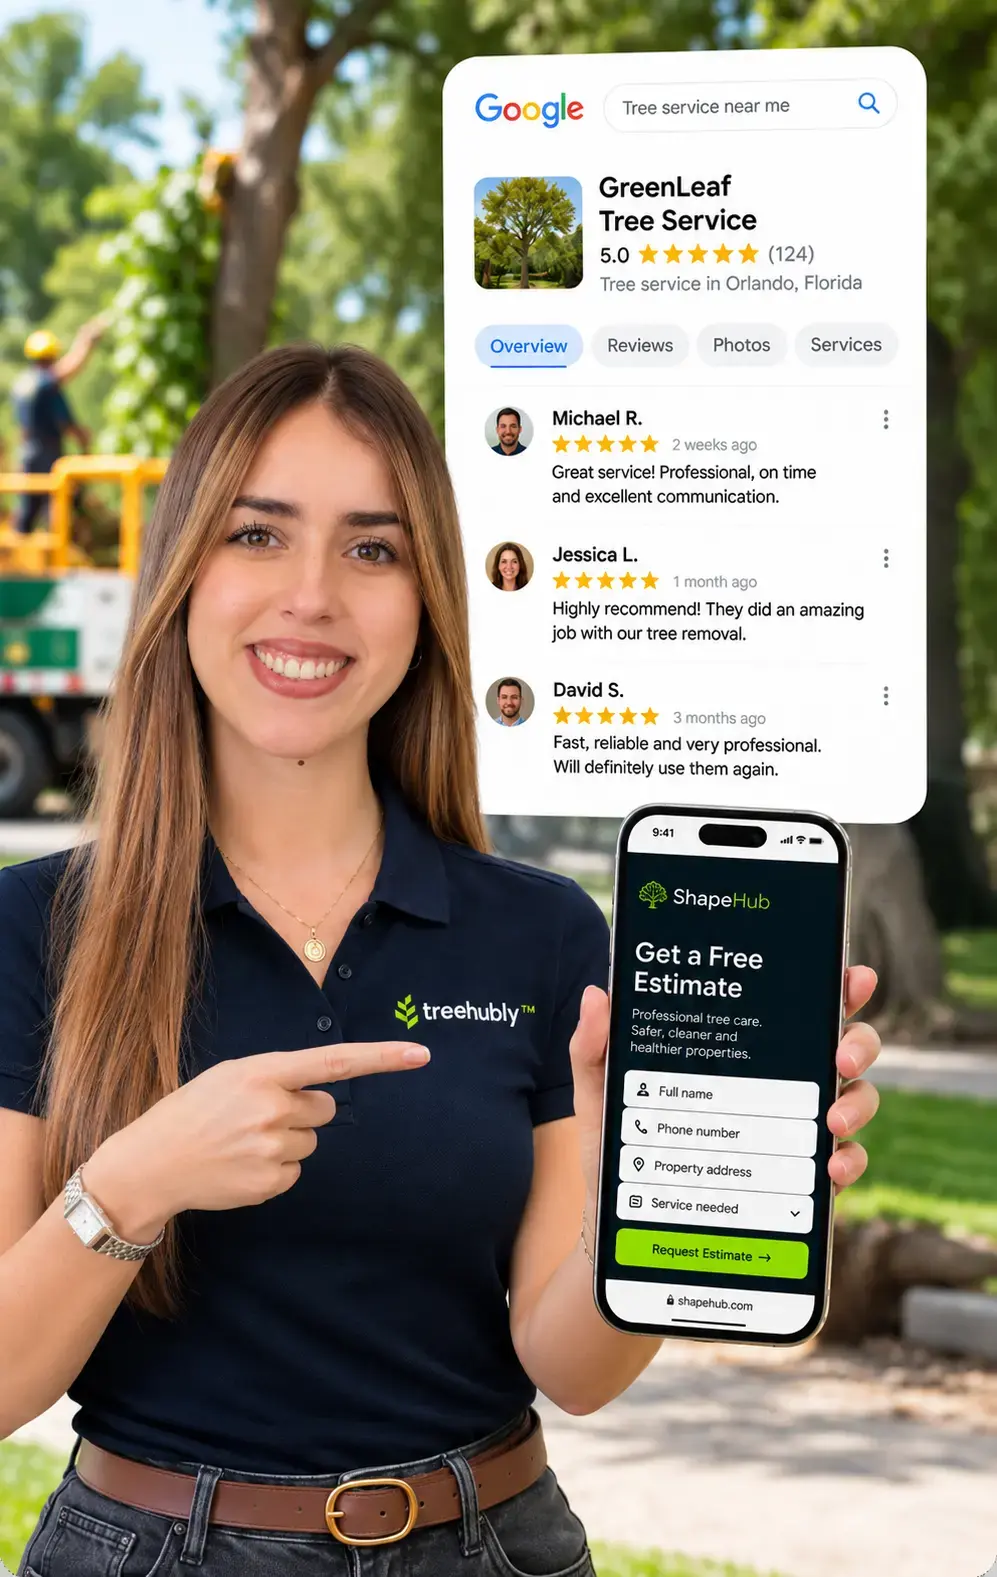 Google
Tree service near me
GreenLeaf
Tree Service
5.0 (124)
Tree service in Orlando, Florida
Overview Reviews Photos Services
Michael R.
2 weeks ago
Great service! Professional, on time
and excellent communication.
Jessica L.
1 month ago
Highly recommend! They did an amazing
job with our tree removal.
David S.
3 months ago
Fast, reliable and very professional.
Will definitely use them again.
9:41
ShapeHub
Get a Free
Estimate
Professional tree care.
Safer, cleaner and
healthier properties.
Full name
Phone number
Property address
Service needed
Request Estimate →
shapehub.com
treehubly™